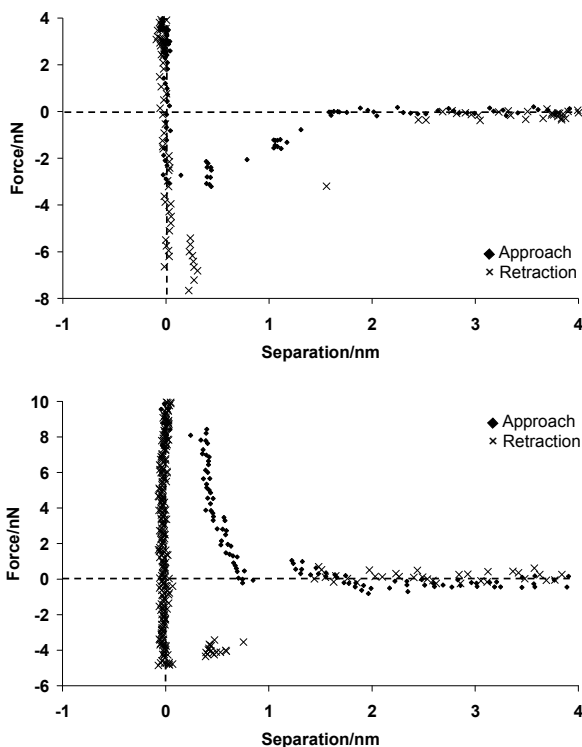 4
2
0
-2
-4
-6
-8
Force/nN
◆ Approach
× Retraction
-1 0 1 2 3 4
Separation/nm
10
8
6
4
2
0
-2
-4
-6
Force/nN
◆ Approach
× Retraction
-1 0 1 2 3 4
Separation/nm